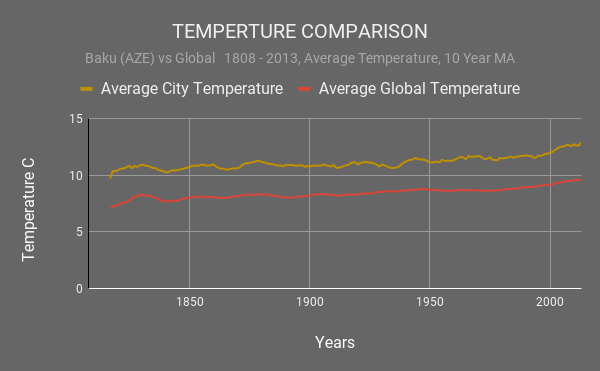 TEMPERTURE COMPARISON
Baku (AZE) vs Global 1808 - 2013, Average Temperature, 10 Year MA
Average City Temperature Average Global Temperature
Temperature C
15
10
5
0
1850 1900 1950 2000
Years